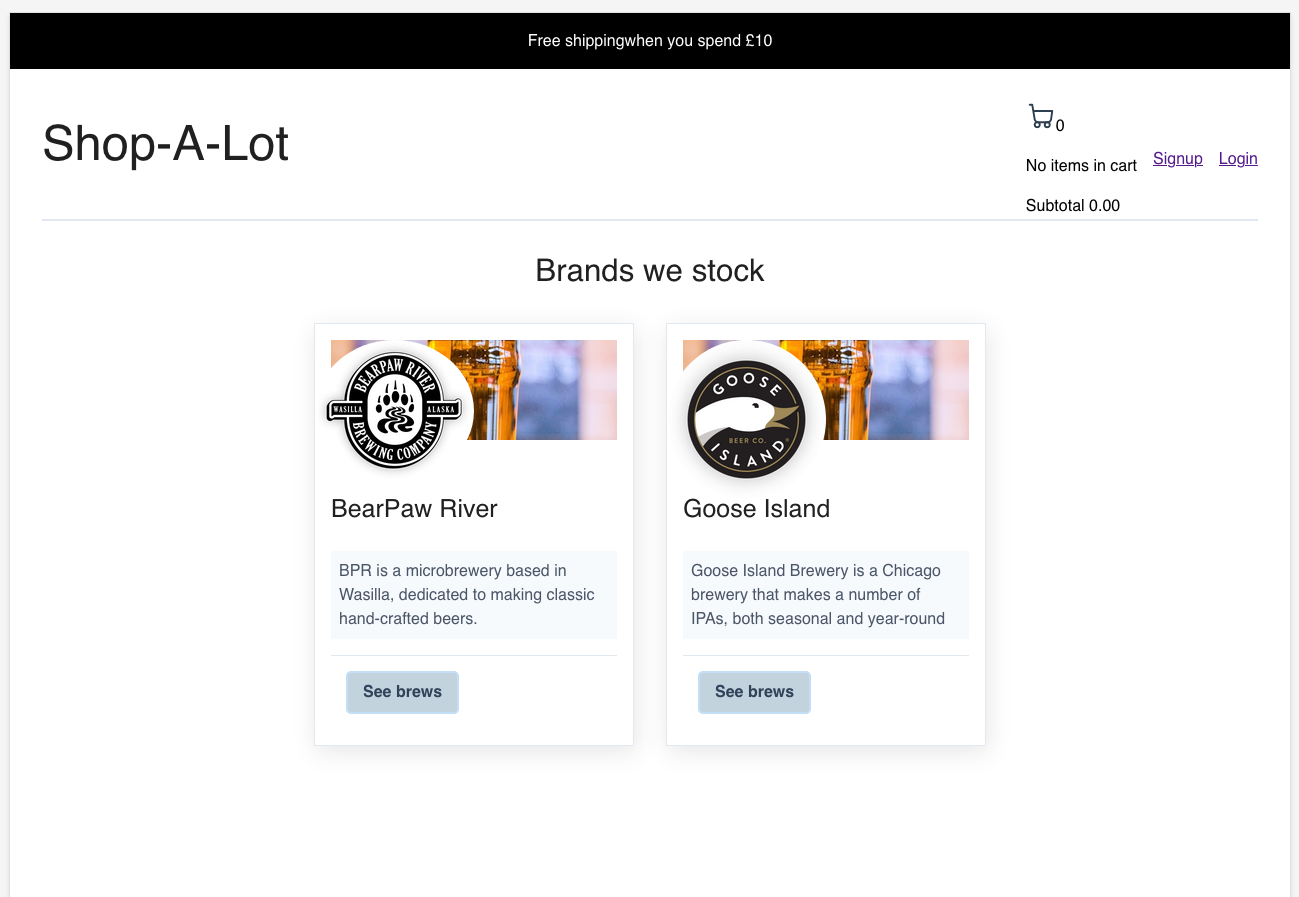 Free shippingwhen you spend £10
Shop-A-Lot
0
No items in cart
Signup
Login
Subtotal 0.00
Brands we stock
BEARPAW RIVER
WASILLA
ALASKA
BREWING COMPANY
BearPaw River
BPR is a microbrewery based in
Wasilla, dedicated to making classic
hand-crafted beers.
See brews
GOOSE
BEER CO.
ISLAND
Goose Island
Goose Island Brewery is a Chicago
brewery that makes a number of
IPAs, both seasonal and year-round
See brews